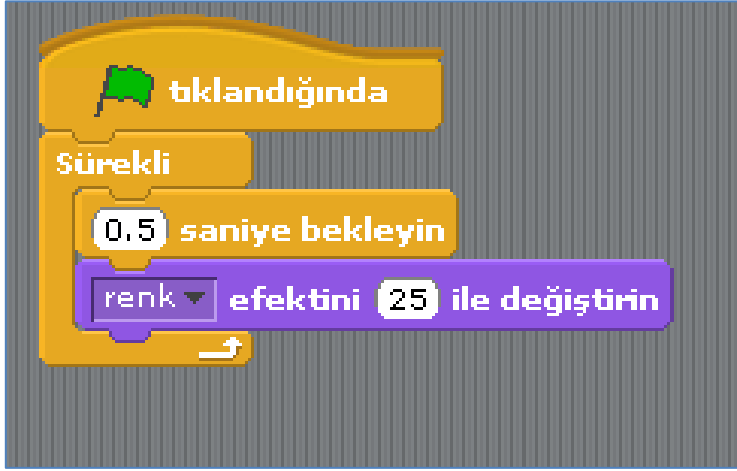 tıklandığında
Sürekli
0.5 saniye bekleyin
renk efektini 25 ile değiştirin